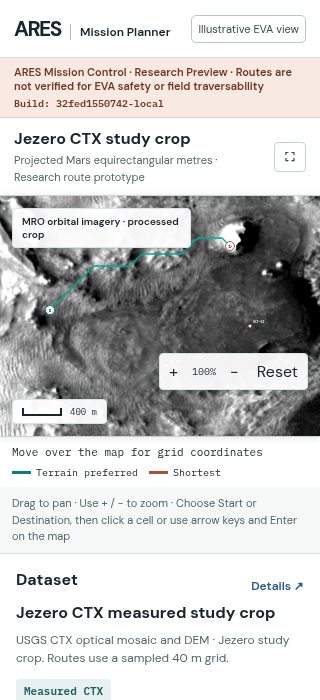 ARES Mission Planner Illustrative EVA view
ARES Mission Control · Research Preview · Routes are
not verified for EVA safety or field traversability
Build: 32fed1550742-local
Jezero CTX study crop
Projected Mars equirectangular metres ·
Research route prototype
MRO orbital imagery · processed
crop
+ 100% − Reset
400 m
Move over the map for grid coordinates
Terrain preferred Shortest
Drag to pan · Use + / − to zoom · Choose Start or
Destination, then click a cell or use arrow keys and Enter
on the map
Dataset
Details ↗
Jezero CTX measured study crop
USGS CTX optical mosaic and DEM · Jezero study
crop. Routes use a sampled 40 m grid.
Measured CTX